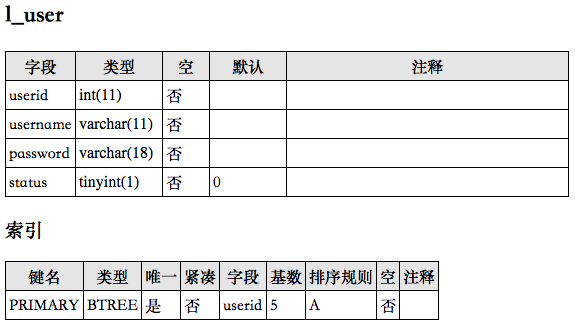 l_user
字段 类型 空 默认 注释
userid int(11) 否
username varchar(11) 否
password varchar(18) 否
status tinyint(1) 否 0
索引
键名 类型 唯一 紧凑 字段 基数 排序规则 空 注释
PRIMARY BTREE 是 否 userid 5 A 否